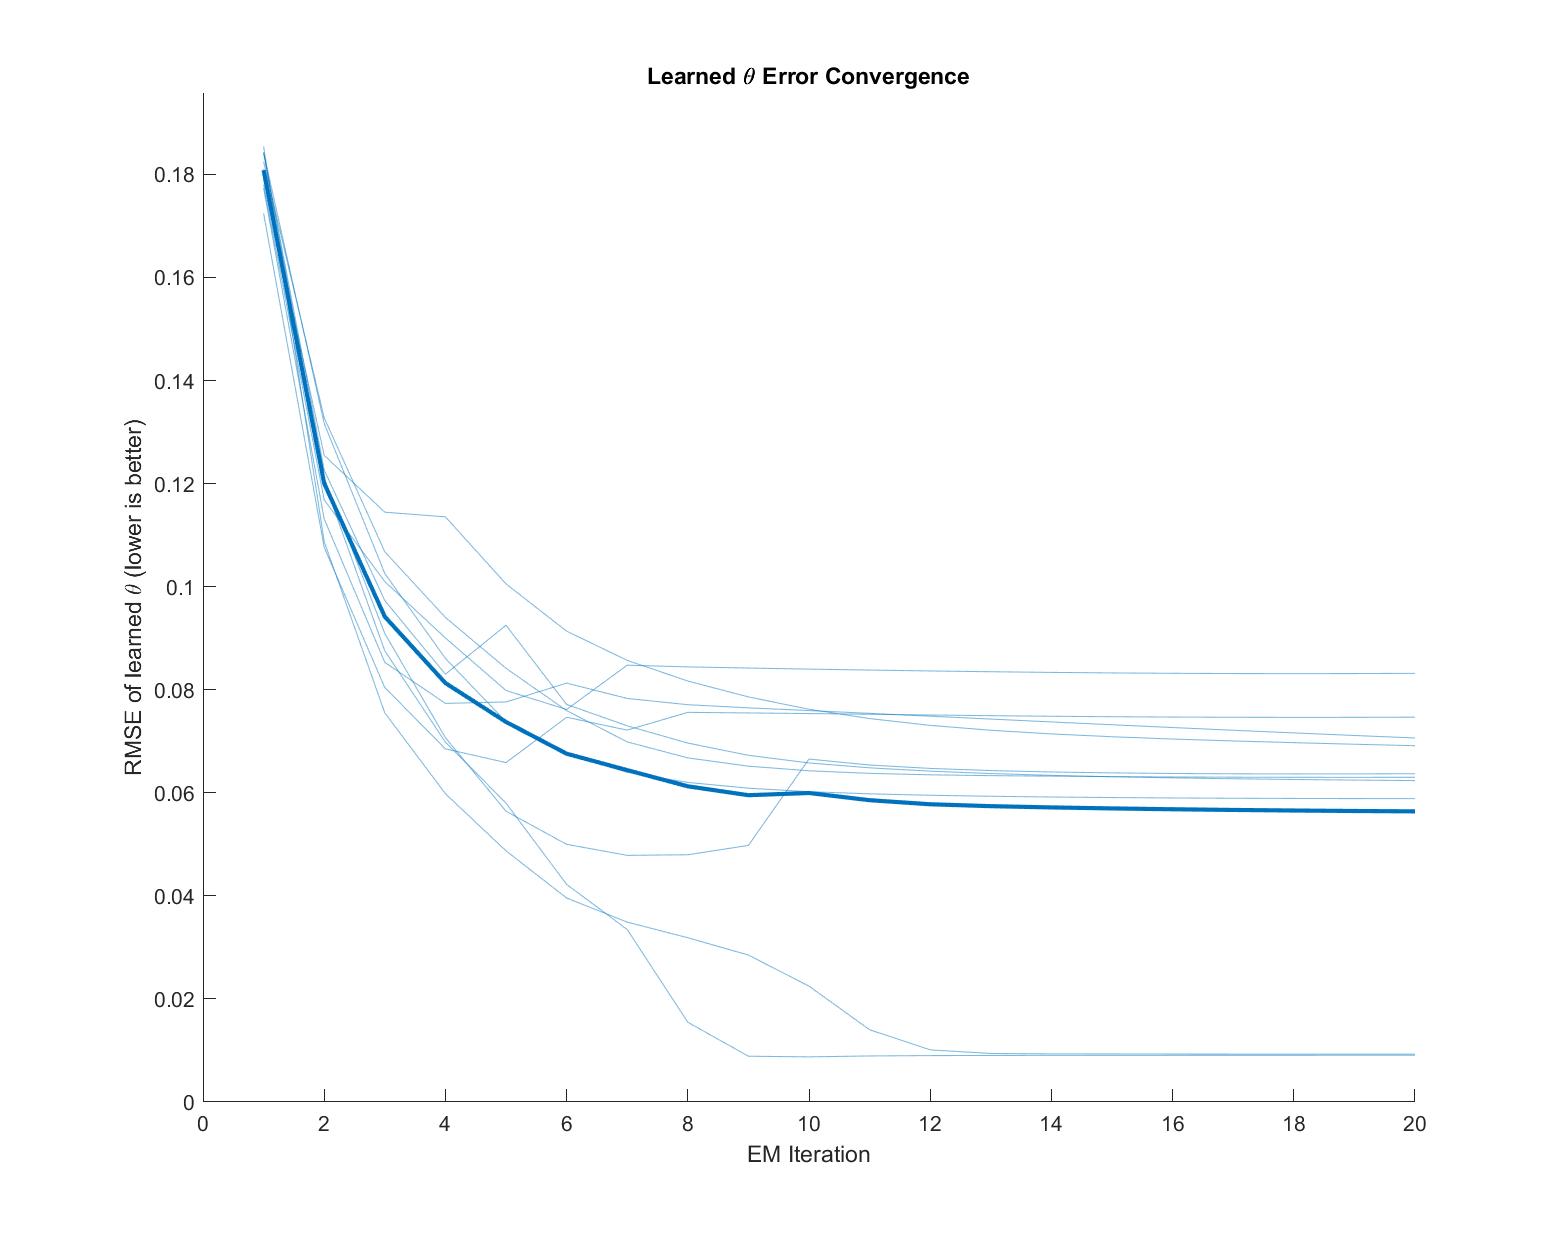 Learned θ Error Convergence
RMSE of learned θ (lower is better)
0.18
0.16
0.14
0.12
0.1
0.08
0.06
0.04
0.02
0
0 2 4 6 8 10 12 14 16 18 20
EM Iteration